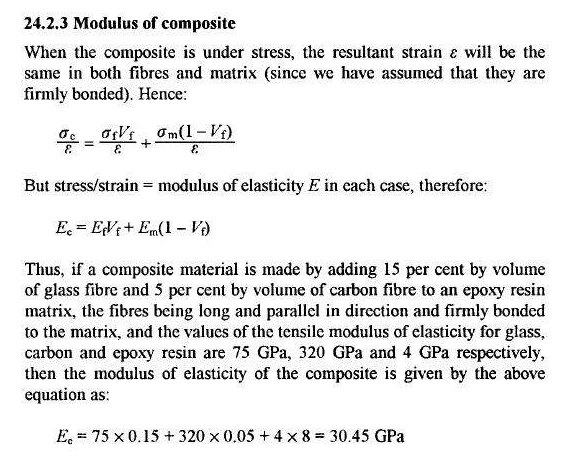 24.2.3 Modulus of composite
When the composite is under stress, the resultant strain ε will be the
same in both fibres and matrix (since we have assumed that they are
firmly bonded). Hence:
σc/ε = σfVf/ε + σm(1 – Vf)/ε
But stress/strain = modulus of elasticity E in each case, therefore:
Ec = EfVf + Em(1 – Vf)
Thus, if a composite material is made by adding 15 per cent by volume
of glass fibre and 5 per cent by volume of carbon fibre to an epoxy resin
matrix, the fibres being long and parallel in direction and firmly bonded
to the matrix, and the values of the tensile modulus of elasticity for glass,
carbon and epoxy resin are 75 GPa, 320 GPa and 4 GPa respectively,
then the modulus of elasticity of the composite is given by the above
equation as:
Ec = 75 × 0.15 + 320 × 0.05 + 4 × 8 = 30.45 GPa